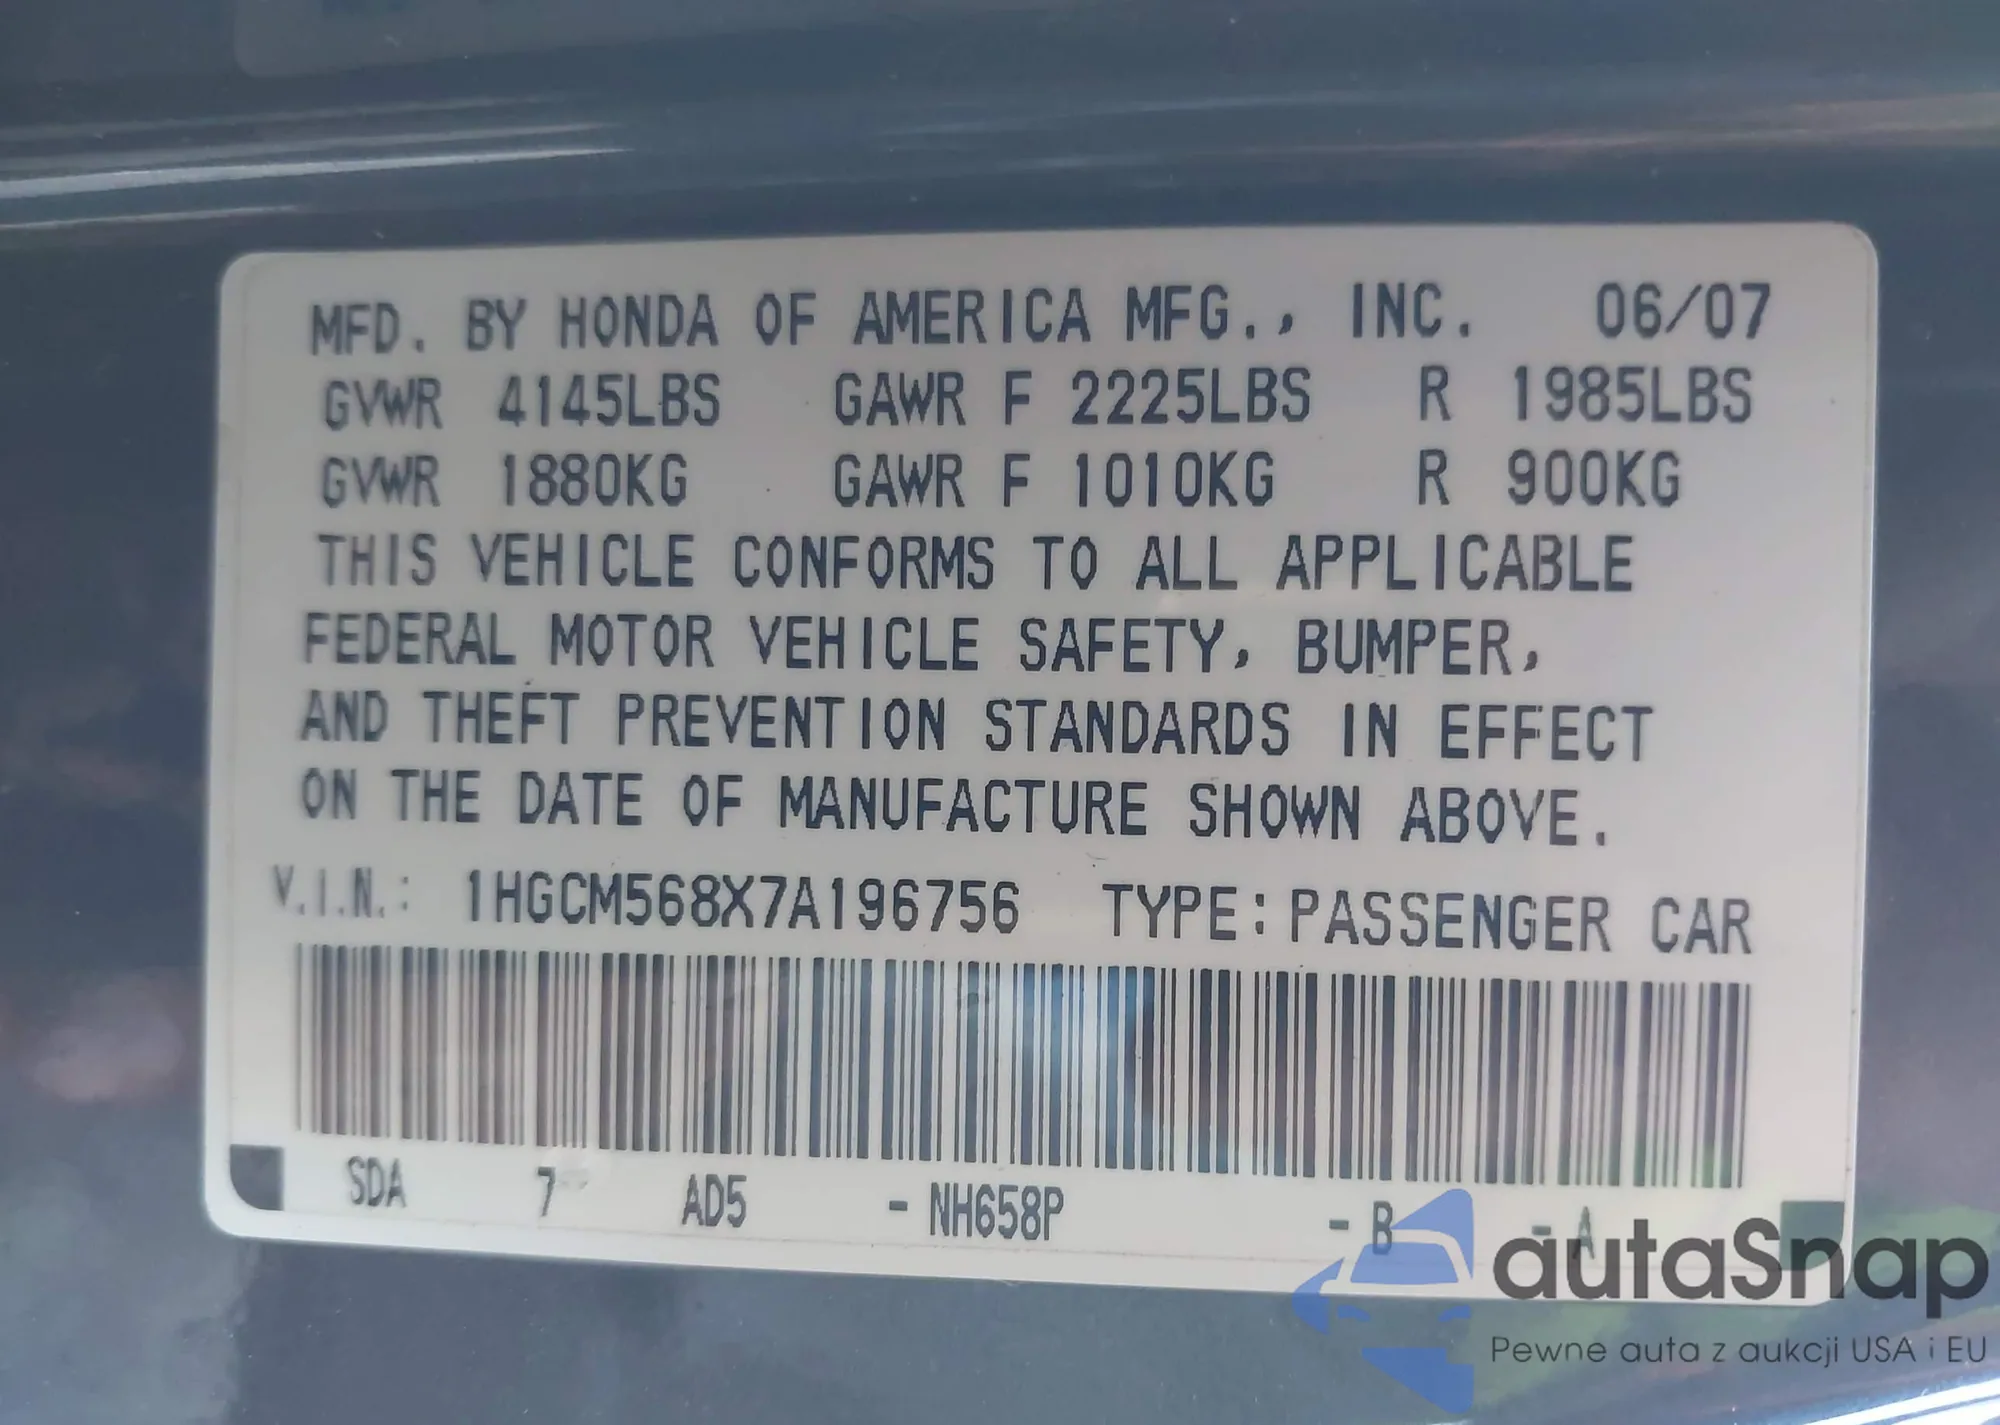 MFD. BY HONDA OF AMERICA MFG., INC. 06/07
GVWR 4145LBS GAWR F 2225LBS R 1985LBS
GVWR 1880KG GAWR F 1010KG R 900KG
THIS VEHICLE CONFORMS TO ALL APPLICABLE
FEDERAL MOTOR VEHICLE SAFETY, BUMPER,
AND THEFT PREVENTION STANDARDS IN EFFECT
ON THE DATE OF MANUFACTURE SHOWN ABOVE.
V.I.N.: 1HGCM568X7A196756 TYPE: PASSENGER CAR
SDA 7 AD5 - NH658P - B - A
autaSnap
Pewne auta z aukcji USA i EU